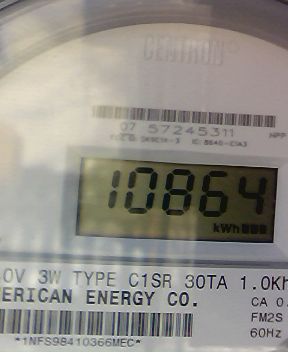 CENTRON
07 57245311
10864
kWh
.0V 3W TYPE C1SR 30TA 1.0Kh
ERICAN ENERGY CO.
CA 0.
FM2S
60Hz
*1NFS98410366MEC*